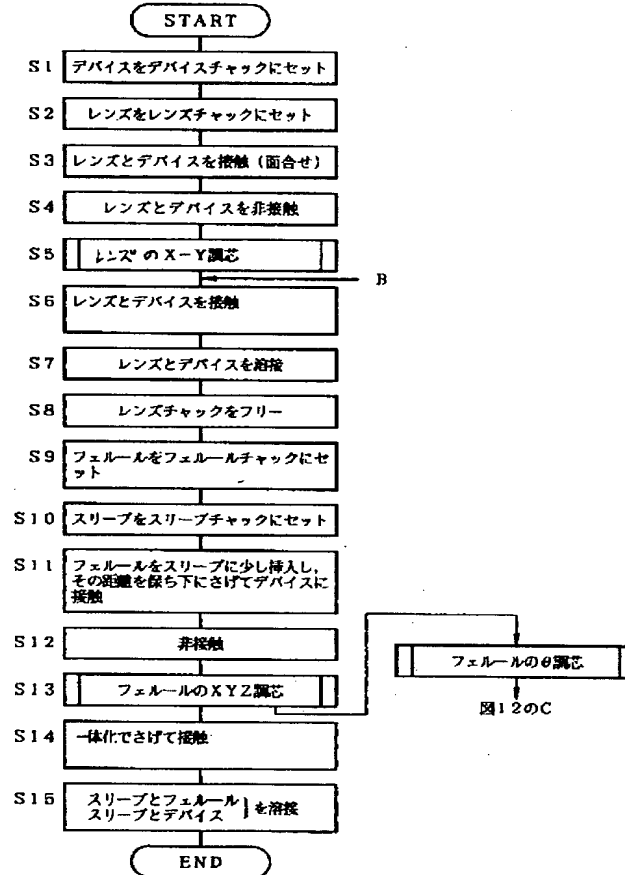 START
S1 デバイスをデバイスチャックにセット
S2 レンズをレンズチャックにセット
S3 レンズとデバイスを接触(面合せ)
S4 レンズとデバイスを非接触
S5 レンズのX-Y調芯
B
S6 レンズとデバイスを接触
S7 レンズとデバイスを溶接
S8 レンズチャックをフリー
S9 フェルールをフェルールチャックにセ
ット
S10 スリーブをスリーブチャックにセット
S11 フェルールをスリーブに少し挿入し,
その距離を保ち下にさげてデバイスに
接触
S12 非接触
フェルールのθ調芯
S13 フェルールのXYZ調芯
図12のC
S14 一体化でさげて接触
S15 スリーブとフェルール
スリーブとデバイス }を溶接
END